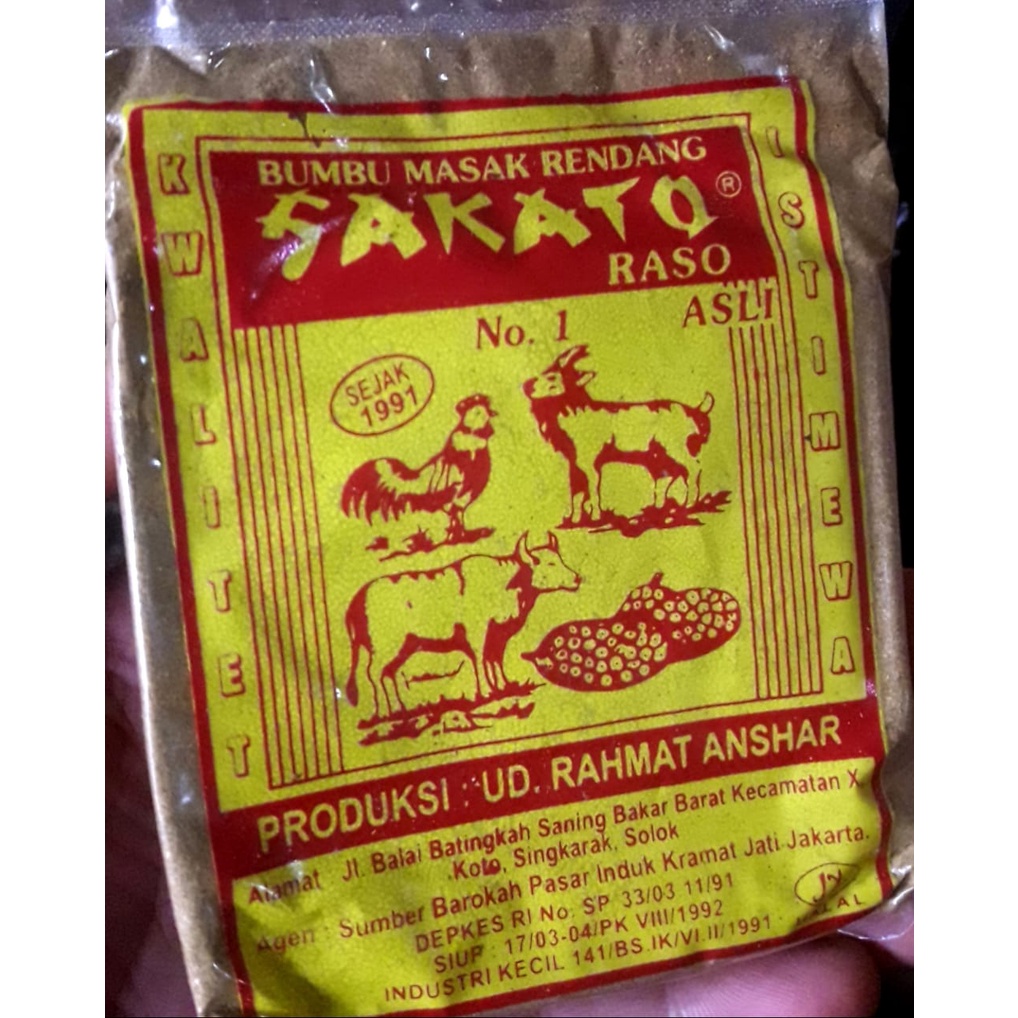 KWALITET
BUMBU MASAK RENDANG
SAKATO ®
RASO
ASLI
No. 1
SEJAK
1991
ISTIMEWA
PRODUKSI : UD. RAHMAT ANSHAR
Alamat Jl. Balai Batingkah Saning Bakar Barat Kecamatan X
Koto, Singkarak, Solok
Agen : Sumber Barokah Pasar Induk Kramat Jati Jakarta.
DEPKES RI No: SP 33/03 11/91
SIUP : 17/03-04/PK VIII/1992
INDUSTRI KECIL 141/BS.IK/VI.II/1991
HALAL